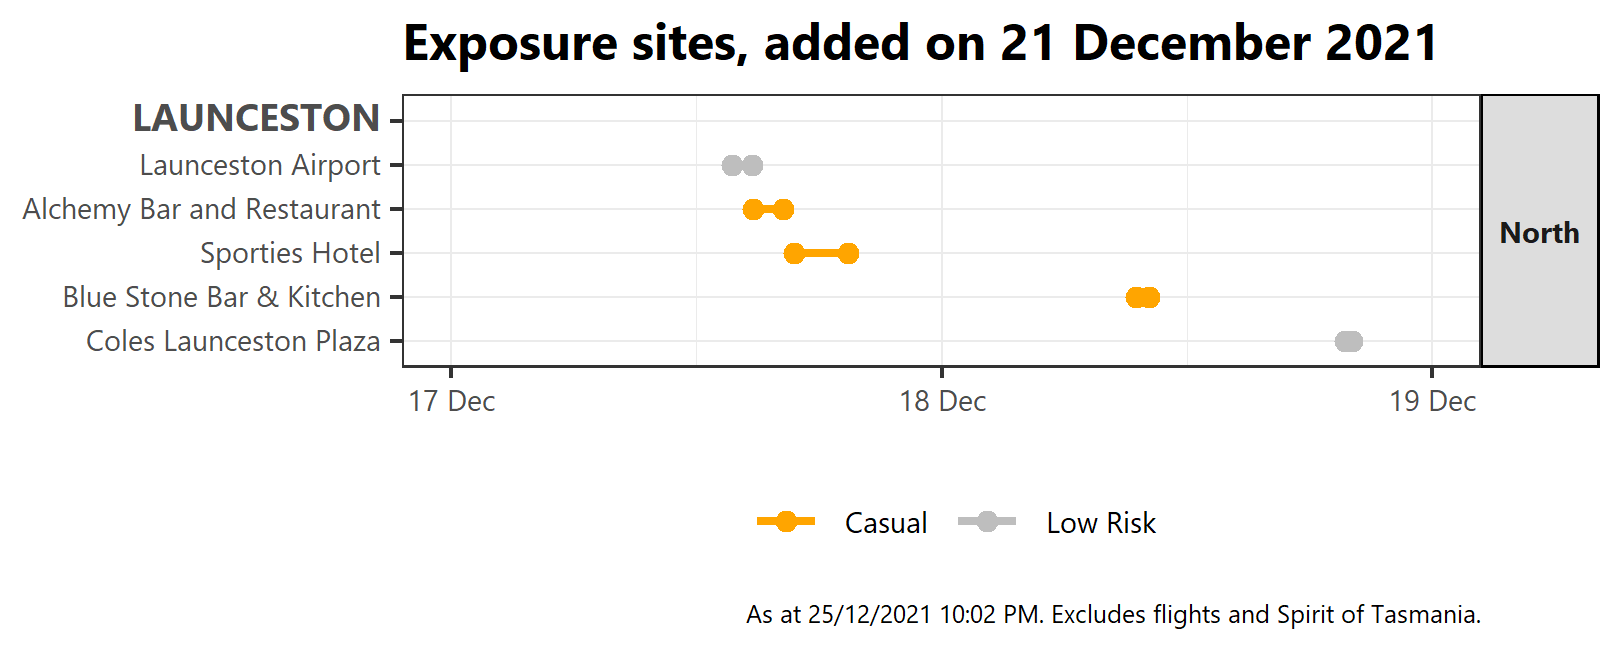 Exposure sites, added on 21 December 2021
LAUNCESTON
Launceston Airport
Alchemy Bar and Restaurant
Sporties Hotel
Blue Stone Bar & Kitchen
Coles Launceston Plaza
North
17 Dec
18 Dec
19 Dec
Casual
Low Risk
As at 25/12/2021 10:02 PM. Excludes flights and Spirit of Tasmania.